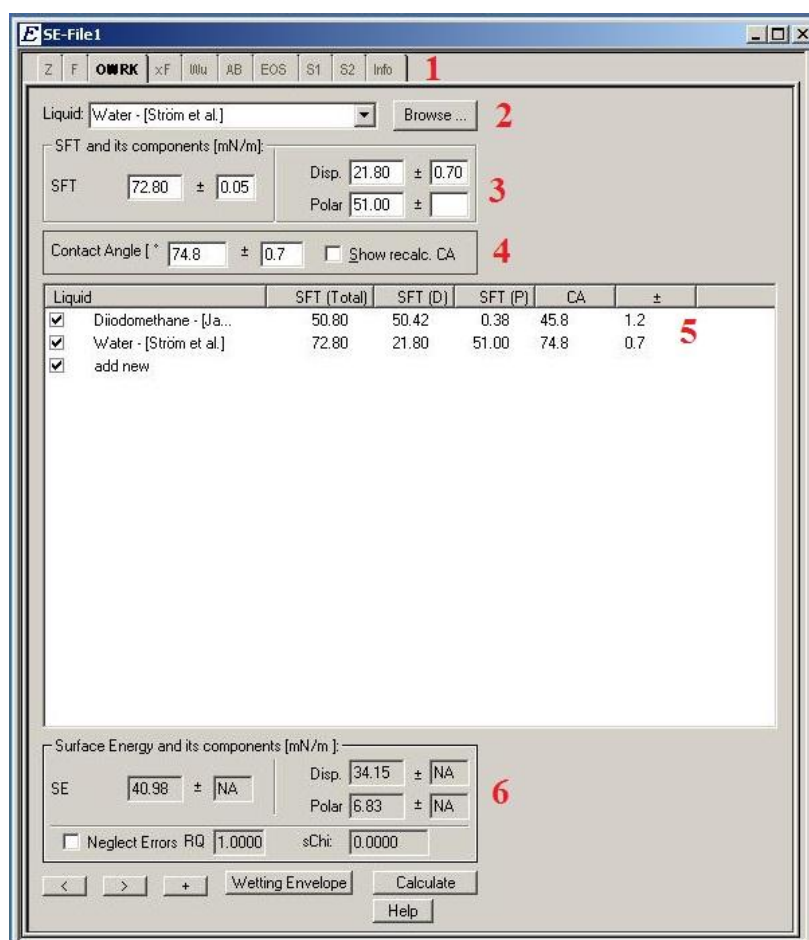 E SE-File1
Z F OWRK xF Wu AB EOS S1 S2 Info 1
Liquid: Water - [Ström et al.] Browse ... 2
SFT and its components [mN/m]:
SFT 72.80 ± 0.05 Disp. 21.80 ± 0.70
Polar 51.00 ± 3
Contact Angle [ ° 74.8 ± 0.7 Show recalc. CA 4
Liquid SFT (Total) SFT (D) SFT (P) CA ±
Diiodomethane - [Ja... 50.80 50.42 0.38 45.8 1.2
Water - [Ström et al.] 72.80 21.80 51.00 74.8 0.7 5
add new
Surface Energy and its components [mN/m ]:
SE 40.98 ± NA Disp. 34.15 ± NA
Polar 6.83 ± NA 6
Neglect Errors RQ 1.0000 sChi: 0.0000
< > + Wetting Envelope Calculate
Help